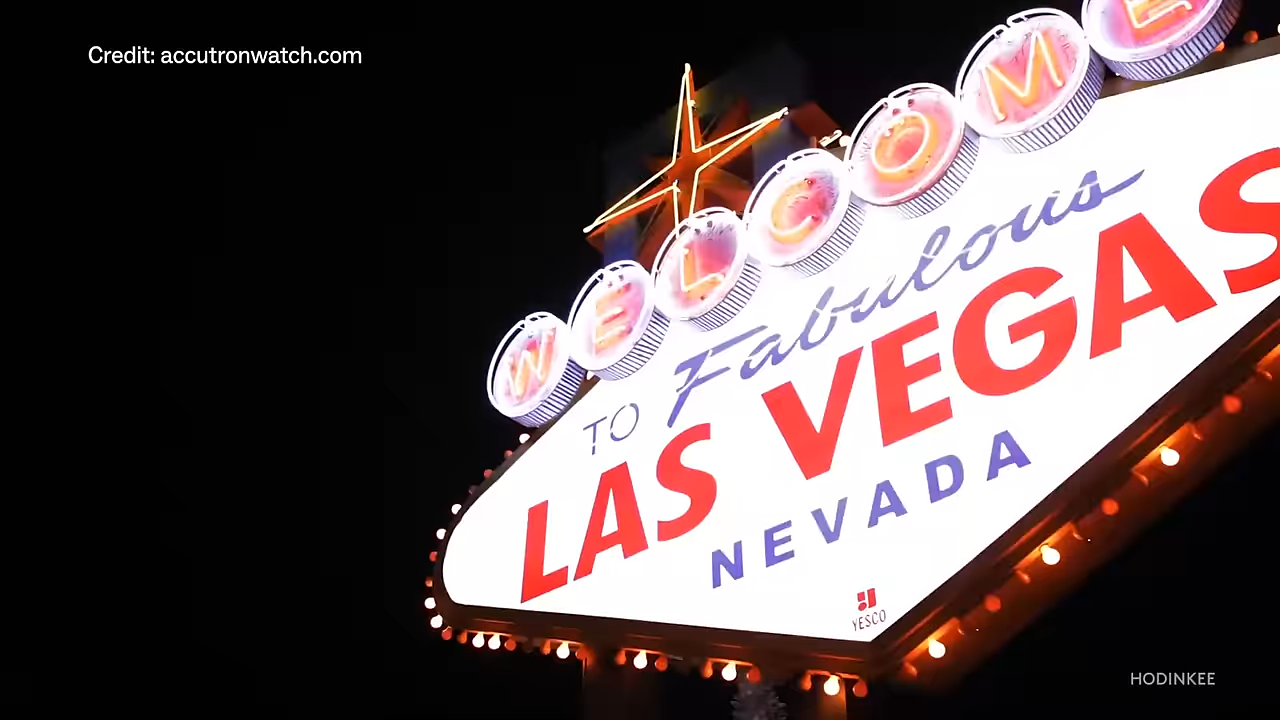 Credit: accutronwatch.com
WELCOME
TO Fabulous
LAS VEGAS
NEVADA
YESCO
HODINKEE